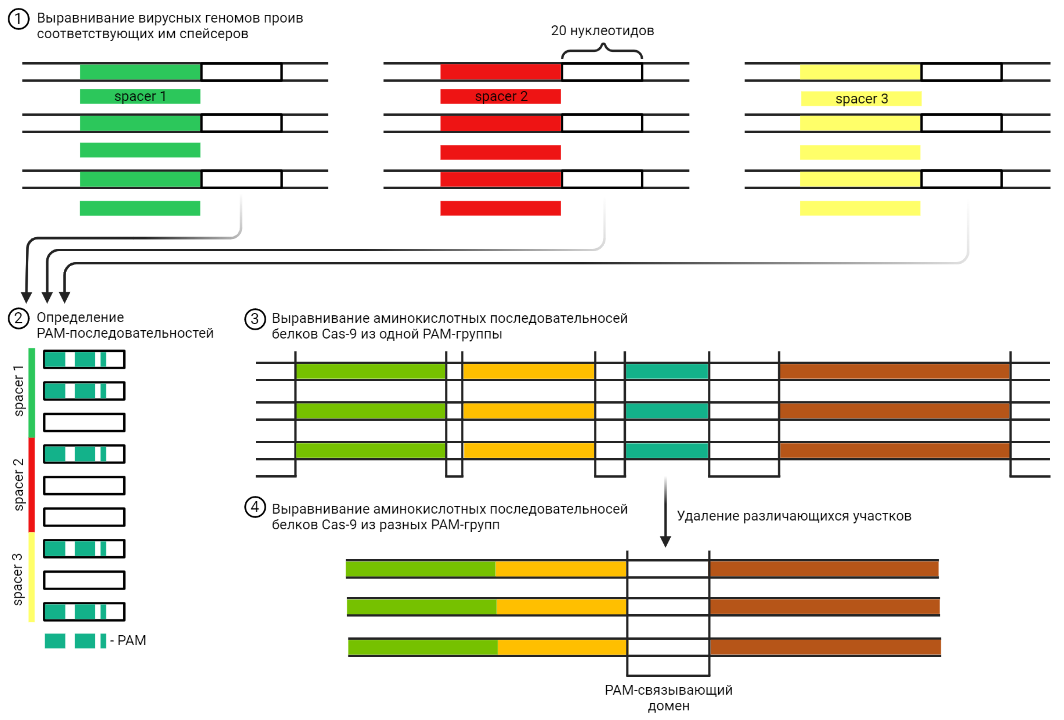 1 Выравнивание вирусных геномов проив
соответствующих им спейсеров
20 нуклеотидов
spacer 1
spacer 2
spacer 3
2 Определение
PAM-последовательностей
spacer 1
spacer 2
spacer 3
- PAM
3 Выравнивание аминокислотных последовательносей
белков Cas-9 из одной PAM-группы
4 Выравнивание аминокислотных последовательносей
белков Cas-9 из разных PAM-групп
Удаление различающихся участков
PAM-связывающий
домен